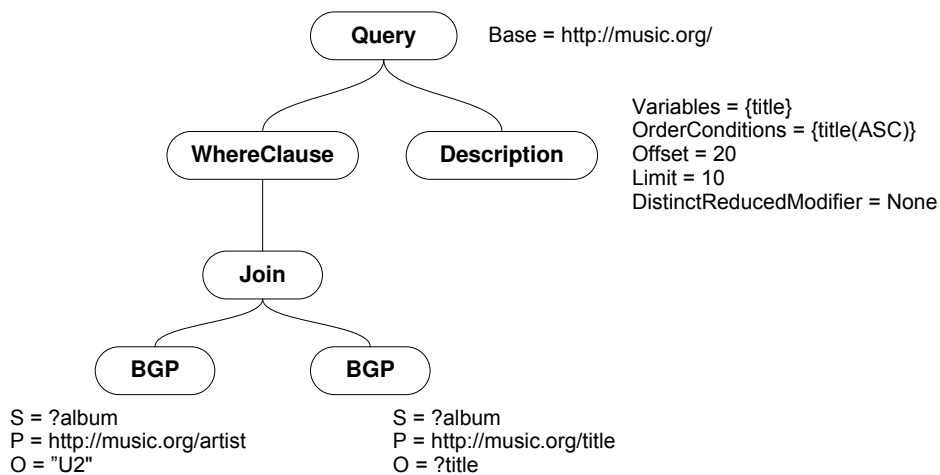 Query
Base = http://music.org/
Variables = {title}
OrderConditions = {title(ASC)}
Offset = 20
Limit = 10
DistinctReducedModifier = None
WhereClause
Description
Join
BGP
BGP
S = ?album
P = http://music.org/artist
O = ”U2"
S = ?album
P = http://music.org/title
O = ?title